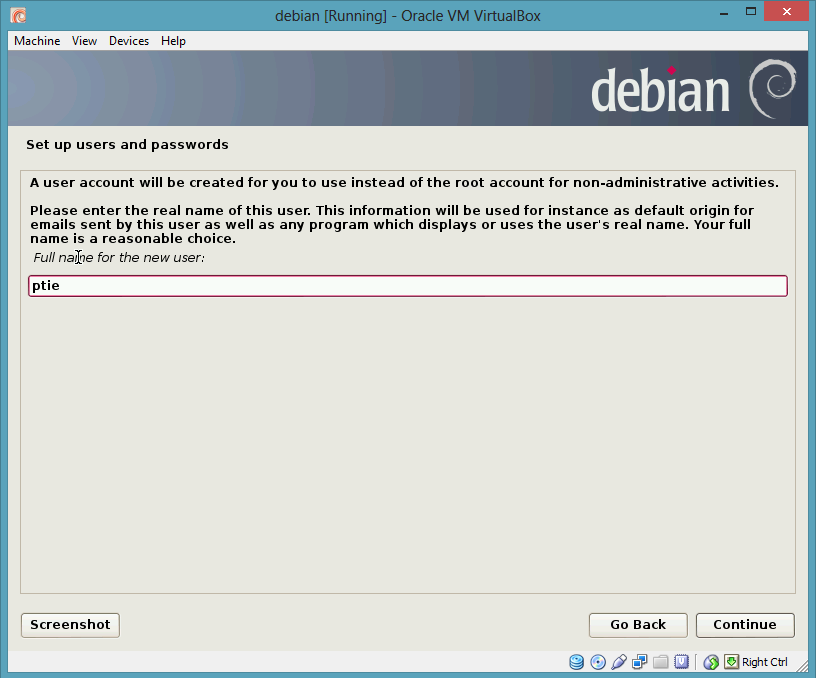 debian [Running] - Oracle VM VirtualBox
Machine View Devices Help
debian
Set up users and passwords
A user account will be created for you to use instead of the root account for non-administrative activities.
Please enter the real name of this user. This information will be used for instance as default origin for
emails sent by this user as well as any program which displays or uses the user's real name. Your full
name is a reasonable choice.
Full name for the new user:
ptie
Screenshot Go Back Continue
Right Ctrl